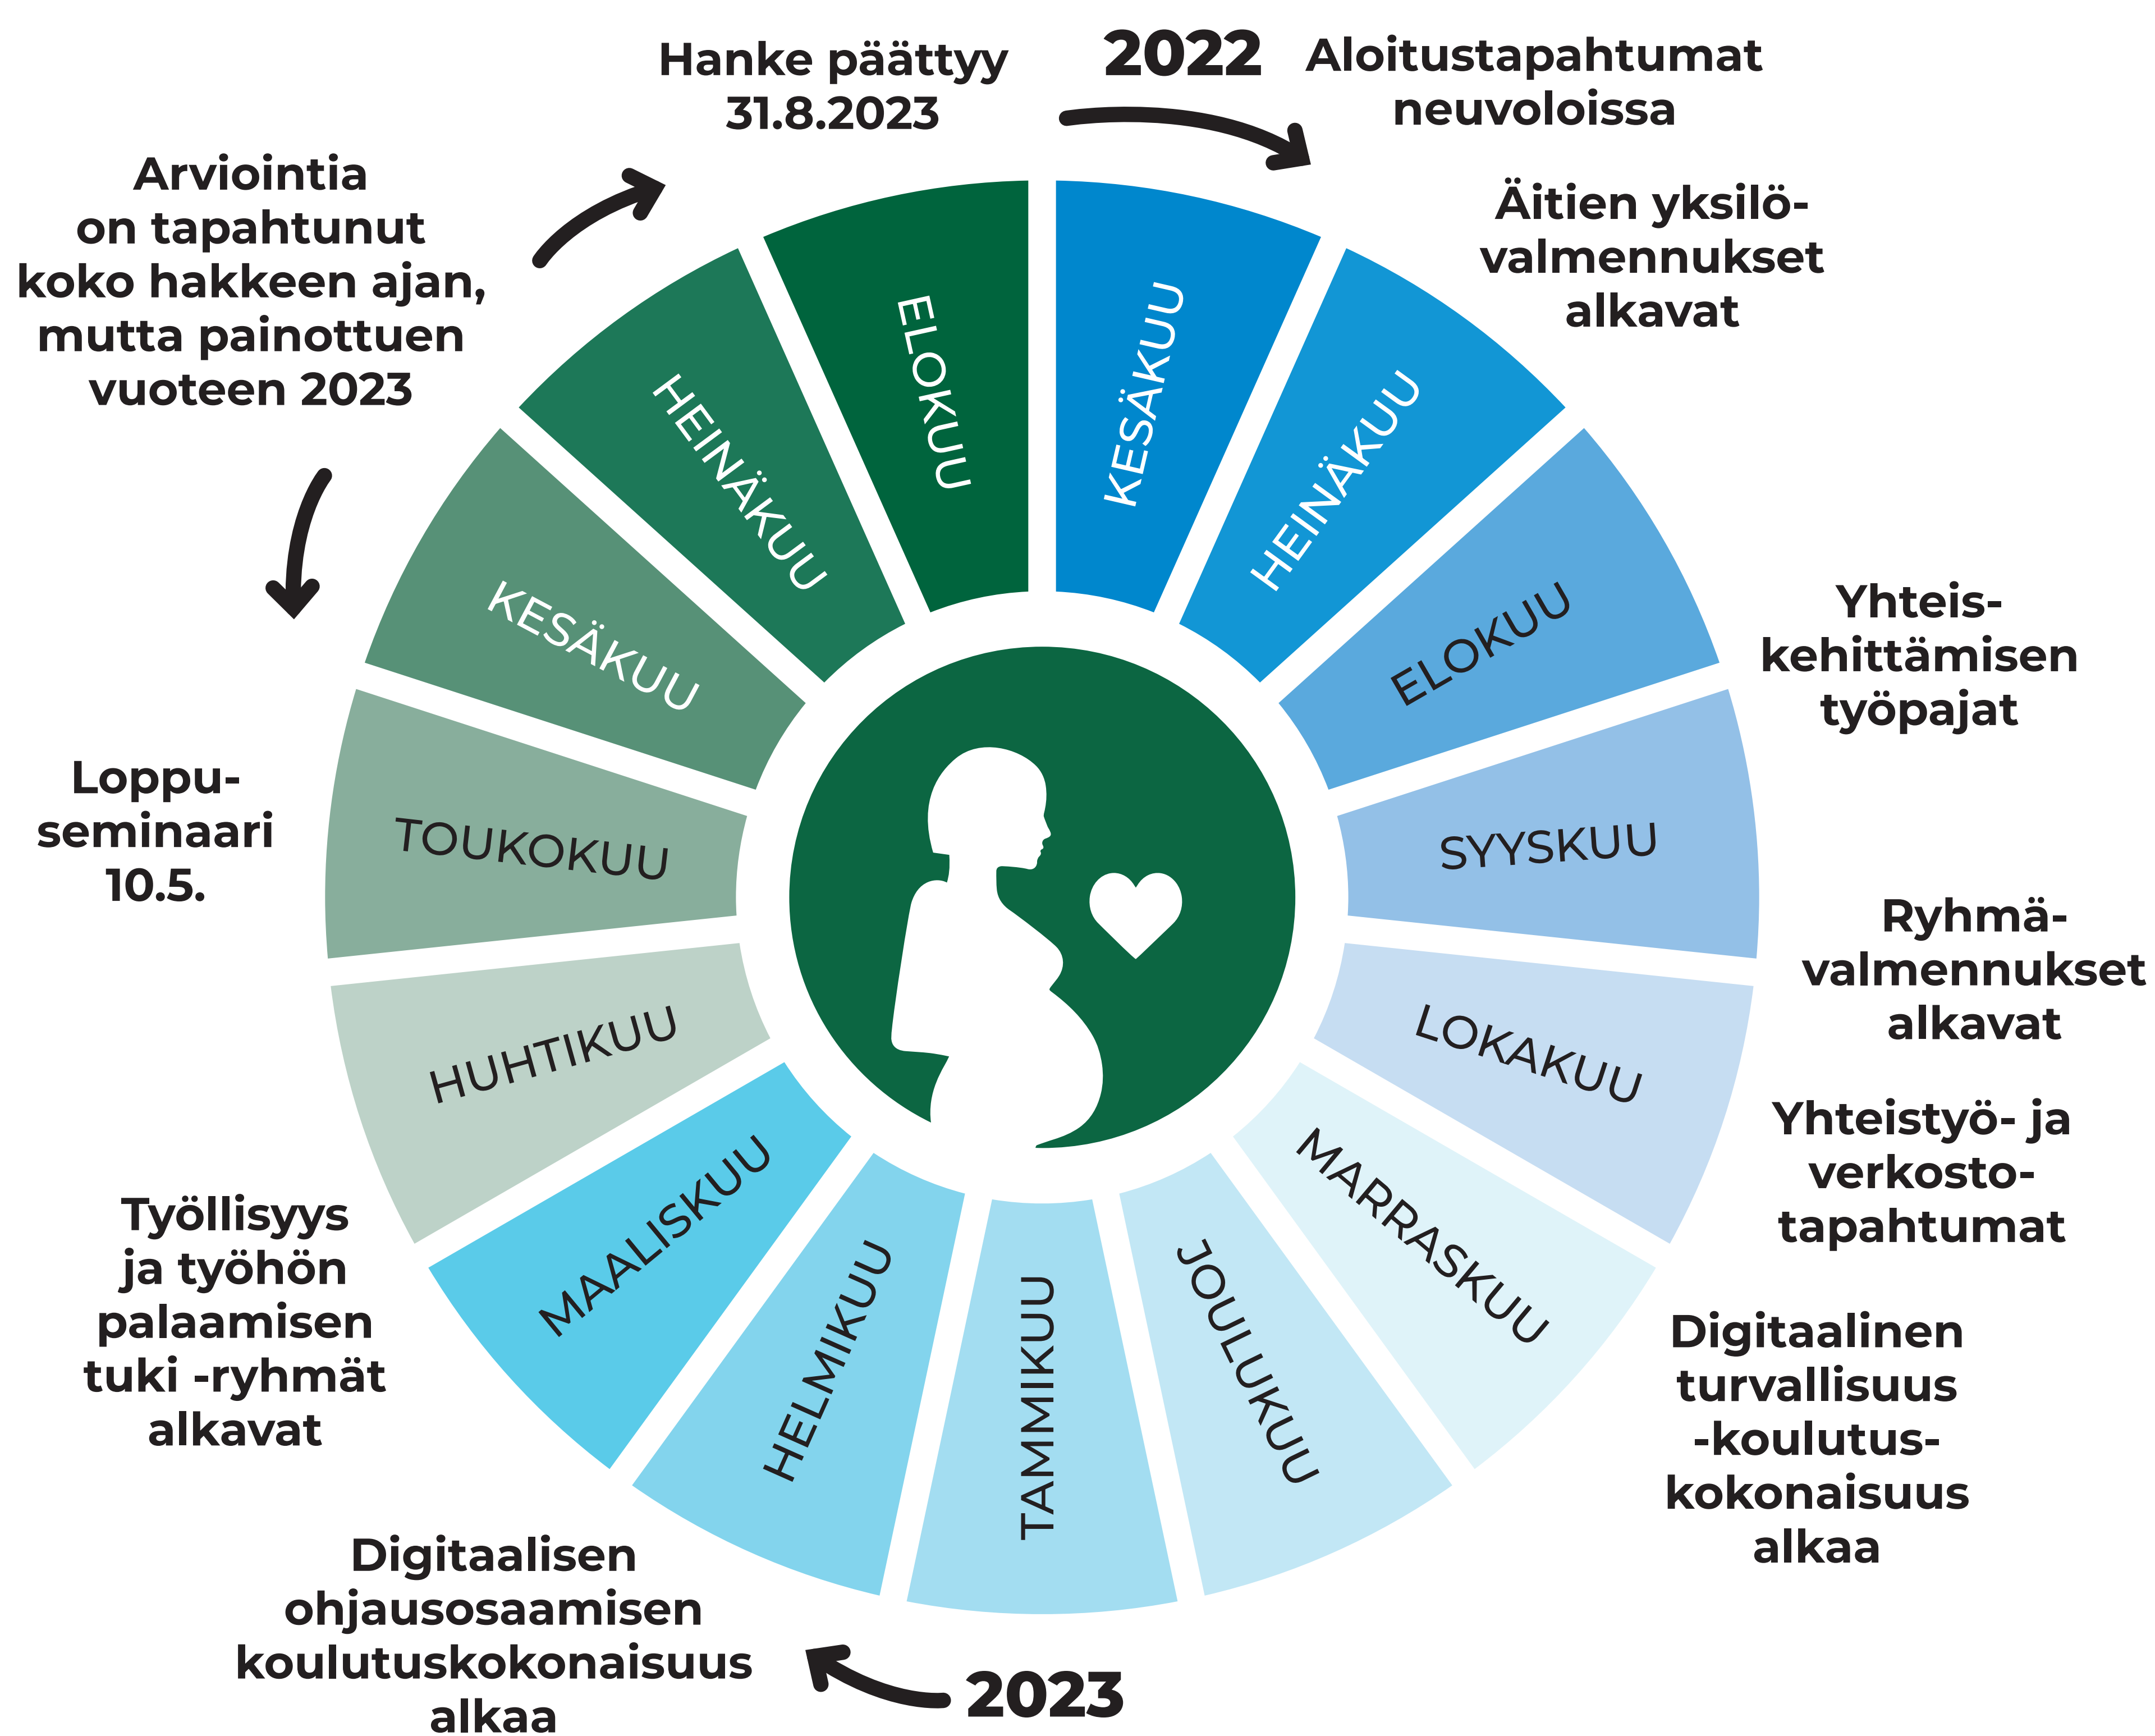 Hanke päättyy
31.8.2023
2022
Aloitustapahtumat
neuvoloissa
Äitien yksilö-
valmennukset
alkavat
Yhteis-
kehittämisen
työpajat
Ryhmä-
valmennukset
alkavat
Yhteistyö- ja
verkosto-
tapahtumat
Digitaalinen
turvallisuus
-koulutus-
kokonaisuus
alkaa
2023
Digitaalisen
ohjausosaamisen
koulutuskokonaisuus
alkaa
Työllisyys
ja työhön
palaamisen
tuki -ryhmät
alkavat
Loppu-
seminaari
10.5.
Arviointia
on tapahtunut
koko hakkeen ajan,
mutta painottuen
vuoteen 2023
KESÄKUU
HEINÄKUU
ELOKUU
SYYSKUU
LOKAKUU
MARRASKUU
JOULUKUU
TAMMIKUU
HELMIKUU
MAALISKUU
HUHTIKUU
TOUKOKUU
KESÄKUU
HEINÄKUU
ELOKUU